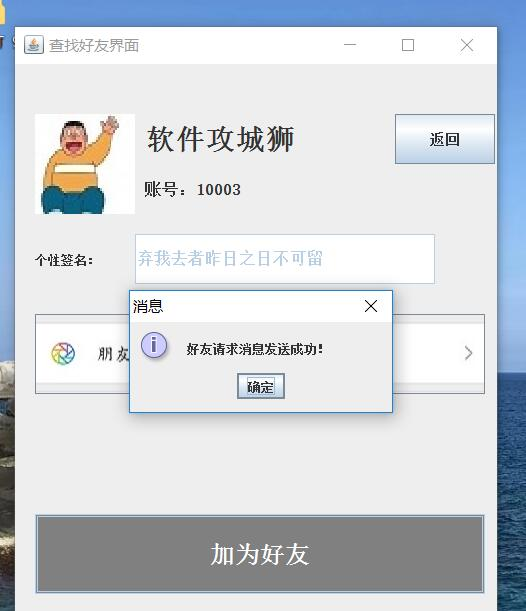 查找好友界面
软件攻城狮
返回
账号：10003
个性签名：
弃我去者昨日之日不可留
消息
好友请求消息发送成功！
朋友
确定
加为好友